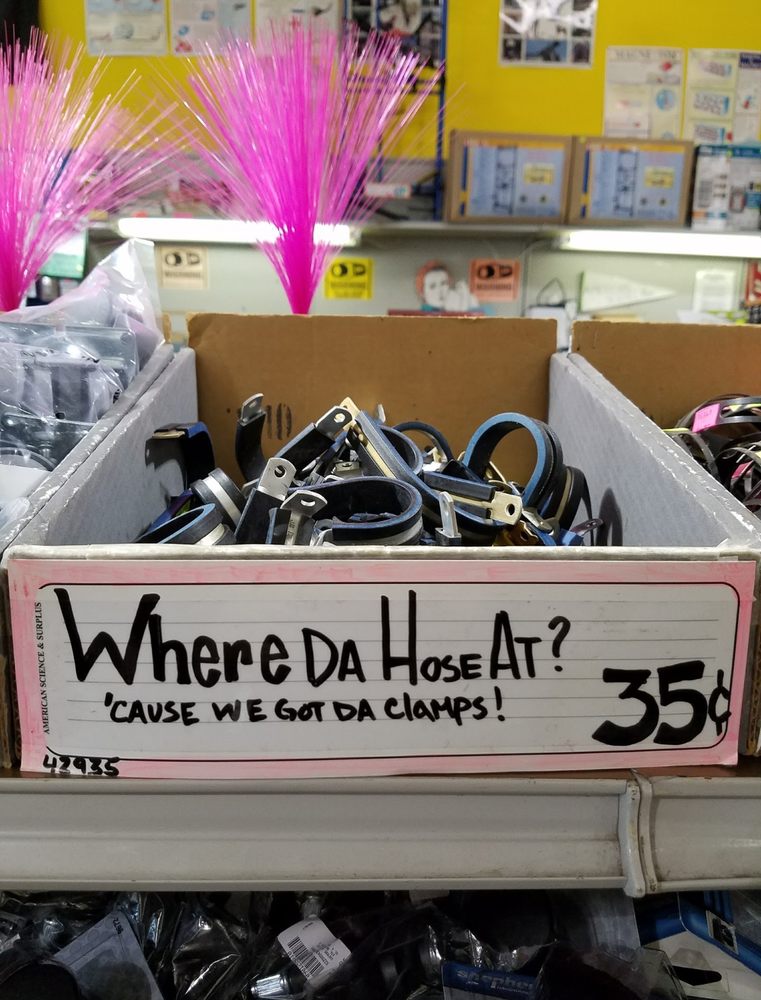 AMERICAN SCIENCE & SURPLUS
Where DA Hose At?
'CAUSE WE GOT DA Clamps!
35¢
42935